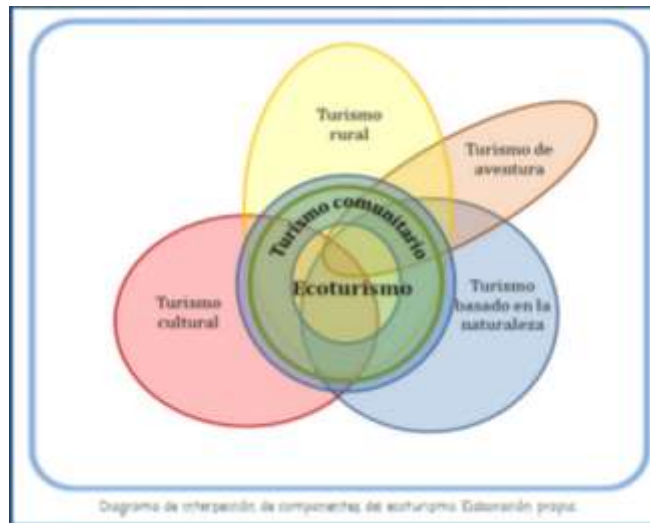 Turismo
rural
Turismo de
aventura
Turismo comunitario
Ecoturismo
Turismo
cultural
Turismo
basado en la
naturaleza
Diagrama de intersección de componentes del ecoturismo. Elaboración propia.